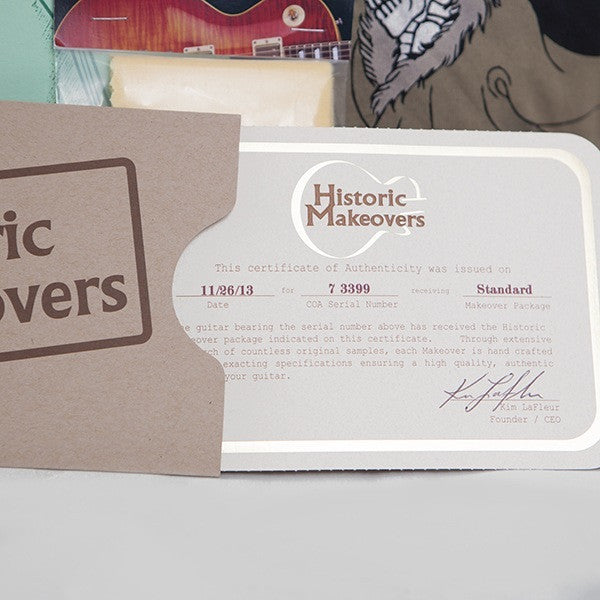 ric
overs
Historic
Makeovers
This certificate of Authenticity was issued on
11/26/13 for 7 3399 receiving Standard
Date COA Serial Number Makeover Package
e guitar bearing the serial number above has received the Historic
over package indicated on this certificate. Through extensive
ch of countless original samples, each Makeover is hand crafted
exacting specifications ensuring a high quality, authentic
your guitar.
Kim LaFleur
Founder / CEO